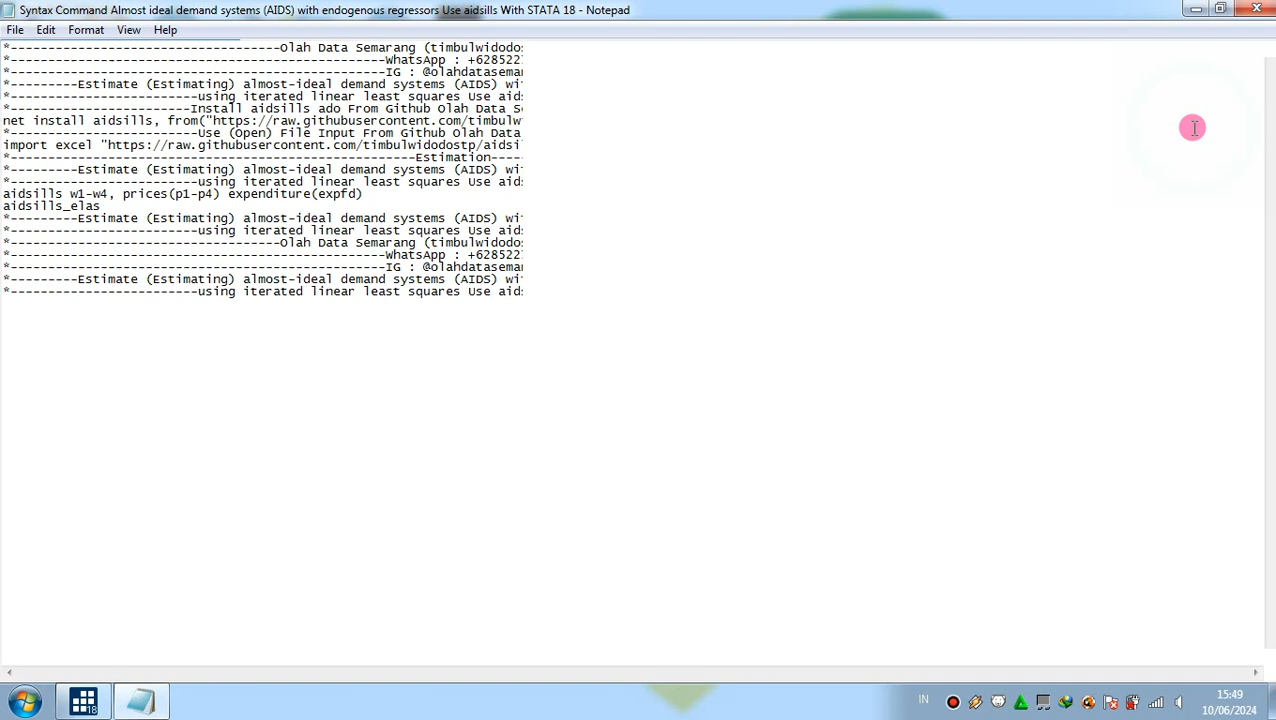 Syntax Command Almost ideal demand systems (AIDS) with endogenous regressors Use aidsills With STATA 18 - Notepad
File Edit Format View Help
*------------------------------------Olah Data Semarang (timbulwidodos
*--------------------------------------------------WhatsApp : +628522
*--------------------------------------------------IG : @olahdatasema
*---------Estimate (Estimating) almost-ideal demand systems (AIDS) wi
*-------------------------using iterated linear least squares Use aid
*------------------------Install aidsills ado From Github Olah Data S
net install aidsills, from("https://raw.githubusercontent.com/timbulw
*-------------------------Use (Open) File Input From Github Olah Data
import excel "https://raw.githubusercontent.com/timbulwidodostp/aidsi
*------------------------------------------------------Estimation----
*---------Estimate (Estimating) almost-ideal demand systems (AIDS) wi
*-------------------------using iterated linear least squares Use aid
aidsills w1-w4, prices(p1-p4) expenditure(expfd)
aidsills_elas
*---------Estimate (Estimating) almost-ideal demand systems (AIDS) wi
*-------------------------using iterated linear least squares Use aid
*------------------------------------Olah Data Semarang (timbulwidodos
*--------------------------------------------------WhatsApp : +628522
*--------------------------------------------------IG : @olahdatasema
*---------Estimate (Estimating) almost-ideal demand systems (AIDS) wi
*-------------------------using iterated linear least squares Use aid
18
IN
15:49
10/06/2024